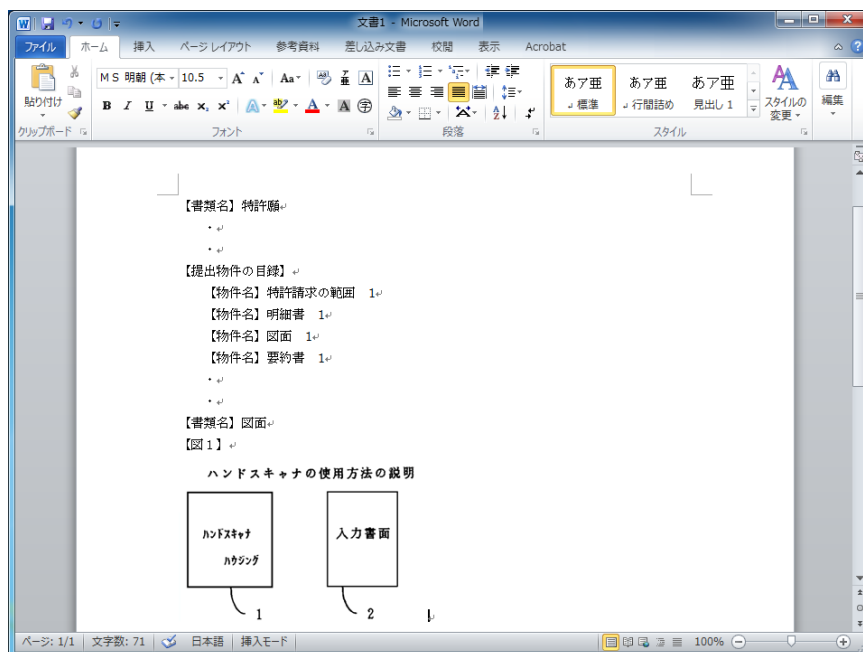 文書1 - Microsoft Word
ファイル ホーム 挿入 ページ レイアウト 参考資料 差し込み文書 校閲 表示 Acrobat
貼り付け
MS 明朝 (本 10.5 A A Aa A
B I U abc x₂ x² A ab A A 字
あア亜 あア亜 あア亜
標準 行間詰め 見出し 1
スタイルの
変更
編集
クリップボード フォント 段落 スタイル
【書類名】特許願
・
・
【提出物件の目録】
【物件名】特許請求の範囲 1
【物件名】明細書 1
【物件名】図面 1
【物件名】要約書 1
・
・
【書類名】図面
【図1】
ハンドスキャナの使用方法の説明
ハンドスキャナ
ハウジング
入力書面
1 2
ページ: 1/1 文字数: 71 日本語 挿入モード 100%